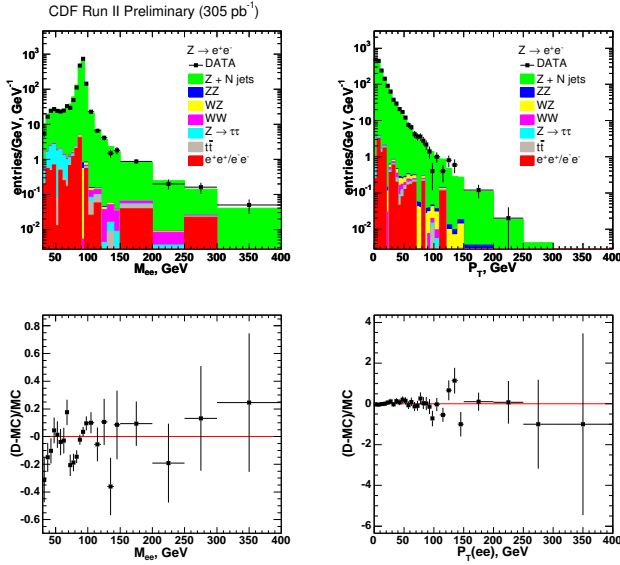 CDF Run II Preliminary (305 pb⁻¹)
entries/GeV, GeV⁻¹
10³
10²
10
1
10⁻¹
10⁻²
Z → e⁺e⁻
DATA
Z + N jets
ZZ
WZ
WW
Z → ττ
tt̄
e⁺e⁺/e⁻e⁻
50 100 150 200 250 300 350 400
M_ee, GeV
entries/GeV, GeV⁻¹
10³
10²
10
1
10⁻¹
10⁻²
Z → e⁺e⁻
DATA
Z + N jets
ZZ
WZ
WW
Z → ττ
tt̄
e⁺e⁺/e⁻e⁻
0 50 100 150 200 250 300 350 400
P_T, GeV
(D-MC)/MC
0.8
0.6
0.4
0.2
-0
-0.2
-0.4
-0.6
50 100 150 200 250 300 350 400
M_ee, GeV
(D-MC)/MC
4
2
0
-2
-4
-6
0 50 100 150 200 250 300 350 400
P_T(ee), GeV